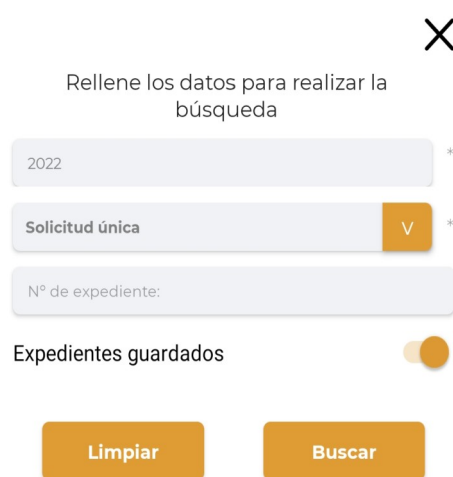 Rellene los datos para realizar la
búsqueda
2022
*
Solicitud única
V
*
Nº de expediente:
Expedientes guardados
Limpiar
Buscar